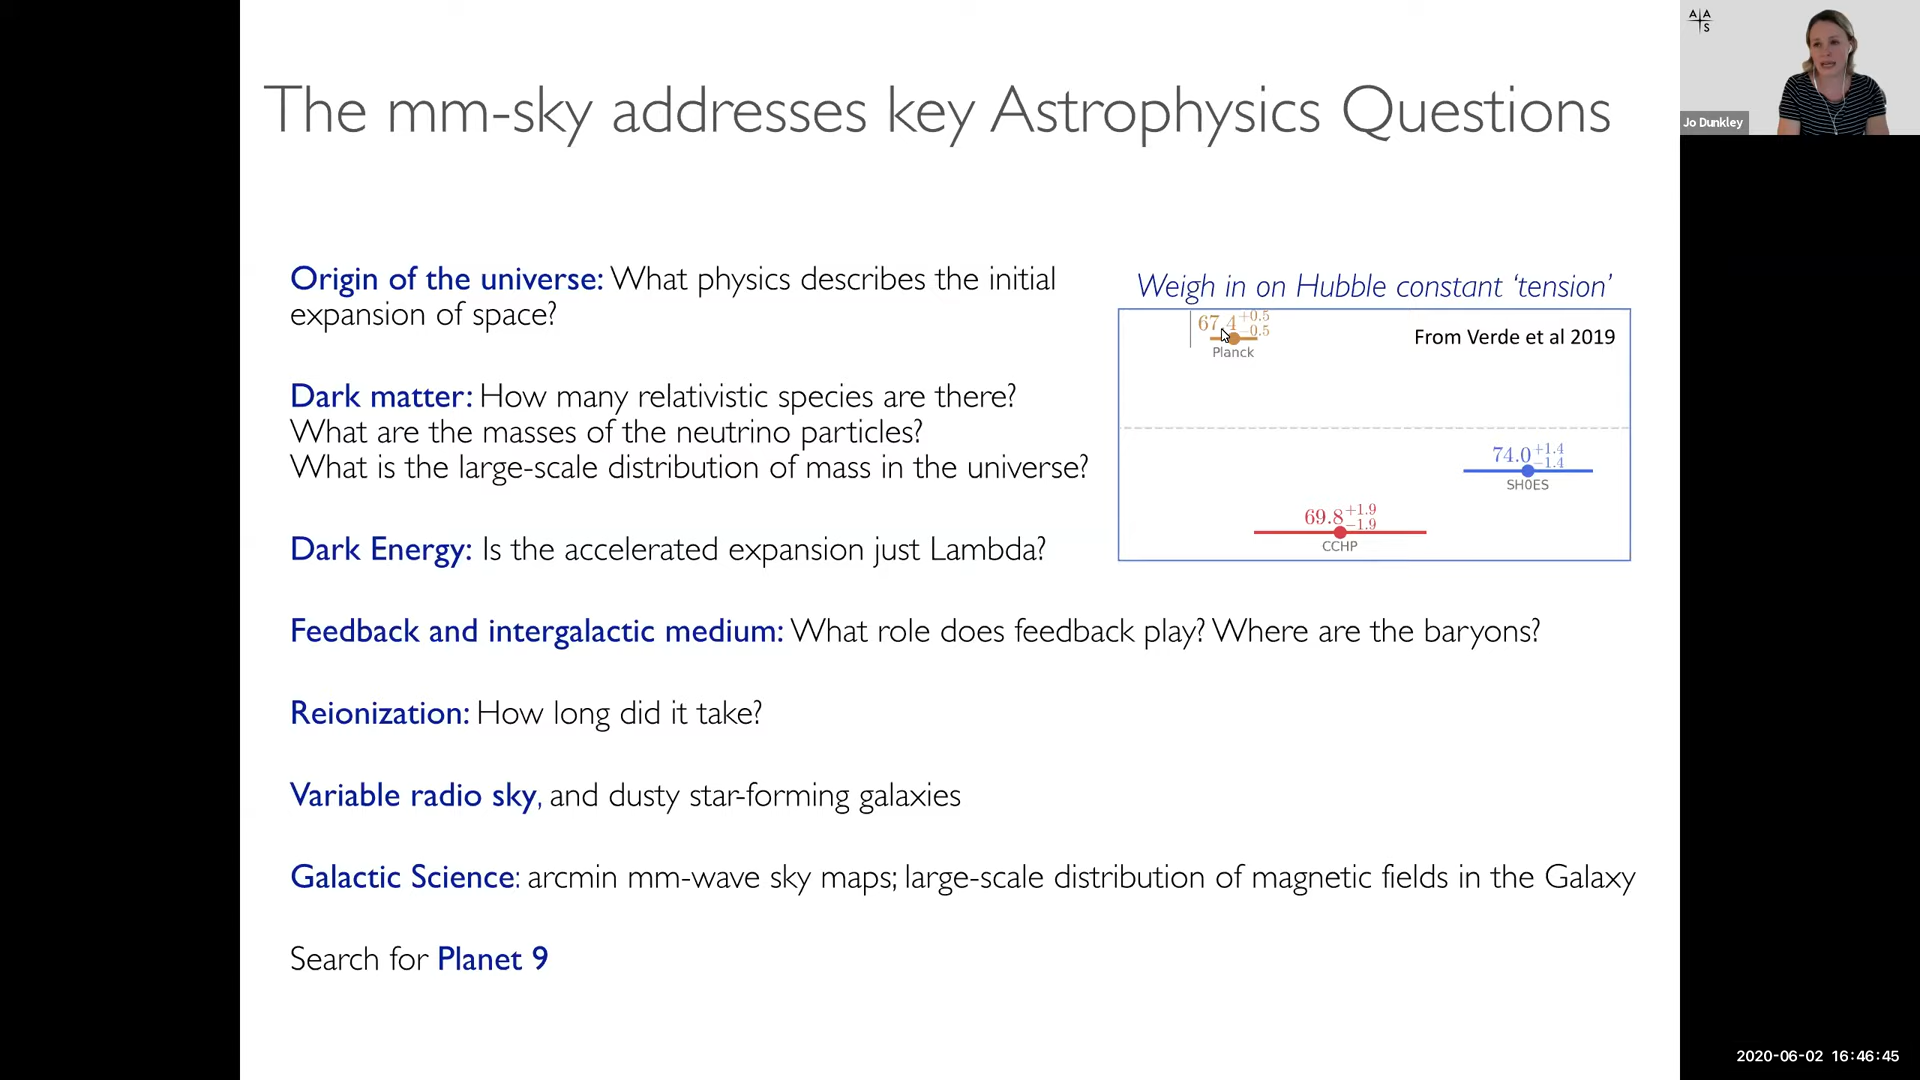 The mm-sky addresses key Astrophysics Questions
Origin of the universe: What physics describes the initial
expansion of space?
Dark matter: How many relativistic species are there?
What are the masses of the neutrino particles?
What is the large-scale distribution of mass in the universe?
Dark Energy: Is the accelerated expansion just Lambda?
Weigh in on Hubble constant ‘tension’
67.4 +0.5 −0.5
Planck
From Verde et al 2019
74.0 +1.4 −1.4
SH0ES
69.8 +1.9 −1.9
CCHP
Feedback and intergalactic medium: What role does feedback play? Where are the baryons?
Reionization: How long did it take?
Variable radio sky, and dusty star-forming galaxies
Galactic Science: arcmin mm-wave sky maps; large-scale distribution of magnetic fields in the Galaxy
Search for Planet 9
A A
S
Jo Dunkley
2020-06-02 16:46:45